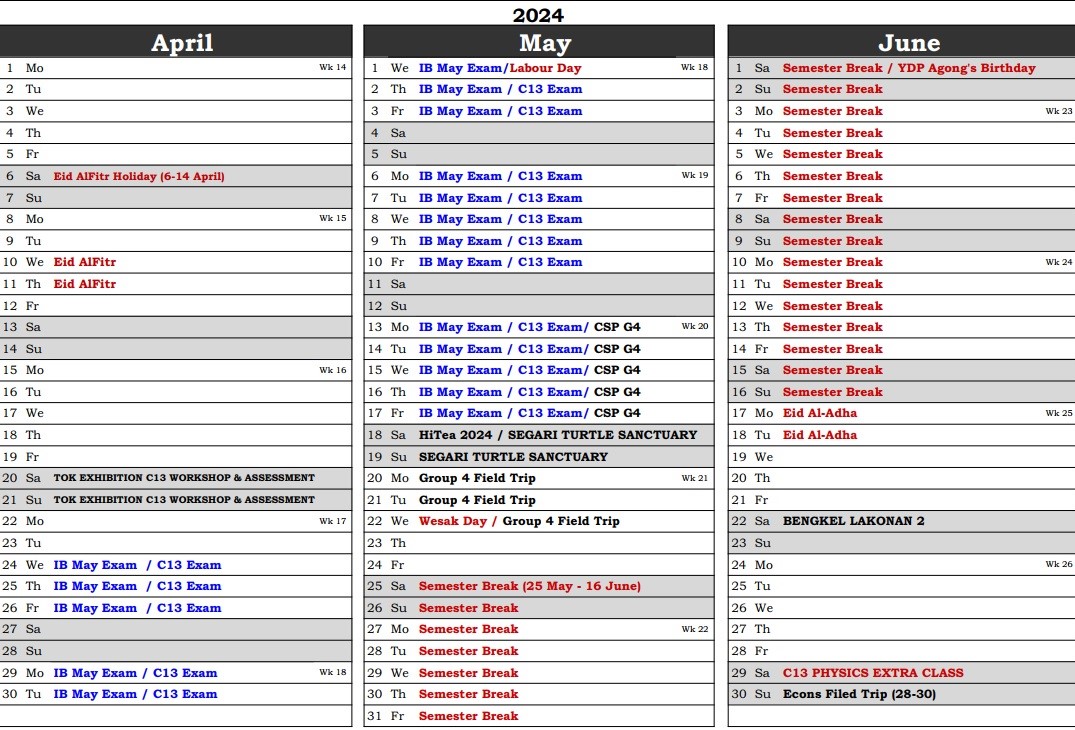 2024
April
1 Mo Wk 14
2 Tu
3 We
4 Th
5 Fr
6 Sa Eid AlFitr Holiday (6-14 April)
7 Su
8 Mo Wk 15
9 Tu
10 We Eid AlFitr
11 Th Eid AlFitr
12 Fr
13 Sa
14 Su
15 Mo Wk 16
16 Tu
17 We
18 Th
19 Fr
20 Sa TOK EXHIBITION C13 WORKSHOP & ASSESSMENT
21 Su TOK EXHIBITION C13 WORKSHOP & ASSESSMENT
22 Mo Wk 17
23 Tu
24 We IB May Exam / C13 Exam
25 Th IB May Exam / C13 Exam
26 Fr IB May Exam / C13 Exam
27 Sa
28 Su
29 Mo IB May Exam / C13 Exam Wk 18
30 Tu IB May Exam / C13 Exam
May
1 We IB May Exam/Labour Day Wk 18
2 Th IB May Exam / C13 Exam
3 Fr IB May Exam / C13 Exam
4 Sa
5 Su
6 Mo IB May Exam / C13 Exam Wk 19
7 Tu IB May Exam / C13 Exam
8 We IB May Exam / C13 Exam
9 Th IB May Exam / C13 Exam
10 Fr IB May Exam / C13 Exam
11 Sa
12 Su
13 Mo IB May Exam / C13 Exam/ CSP G4 Wk 20
14 Tu IB May Exam / C13 Exam/ CSP G4
15 We IB May Exam / C13 Exam/ CSP G4
16 Th IB May Exam / C13 Exam/ CSP G4
17 Fr IB May Exam / C13 Exam/ CSP G4
18 Sa HiTea 2024 / SEGARI TURTLE SANCTUARY
19 Su SEGARI TURTLE SANCTUARY
20 Mo Group 4 Field Trip Wk 21
21 Tu Group 4 Field Trip
22 We Wesak Day / Group 4 Field Trip
23 Th
24 Fr
25 Sa Semester Break (25 May - 16 June)
26 Su Semester Break
27 Mo Semester Break Wk 22
28 Tu Semester Break
29 We Semester Break
30 Th Semester Break
31 Fr Semester Break
June
1 Sa Semester Break / YDP Agong's Birthday
2 Su Semester Break
3 Mo Semester Break Wk 23
4 Tu Semester Break
5 We Semester Break
6 Th Semester Break
7 Fr Semester Break
8 Sa Semester Break
9 Su Semester Break
10 Mo Semester Break Wk 24
11 Tu Semester Break
12 We Semester Break
13 Th Semester Break
14 Fr Semester Break
15 Sa Semester Break
16 Su Semester Break
17 Mo Eid Al-Adha Wk 25
18 Tu Eid Al-Adha
19 We
20 Th
21 Fr
22 Sa BENGKEL LAKONAN 2
23 Su
24 Mo Wk 26
25 Tu
26 We
27 Th
28 Fr
29 Sa C13 PHYSICS EXTRA CLASS
30 Su Econs Filed Trip (28-30)